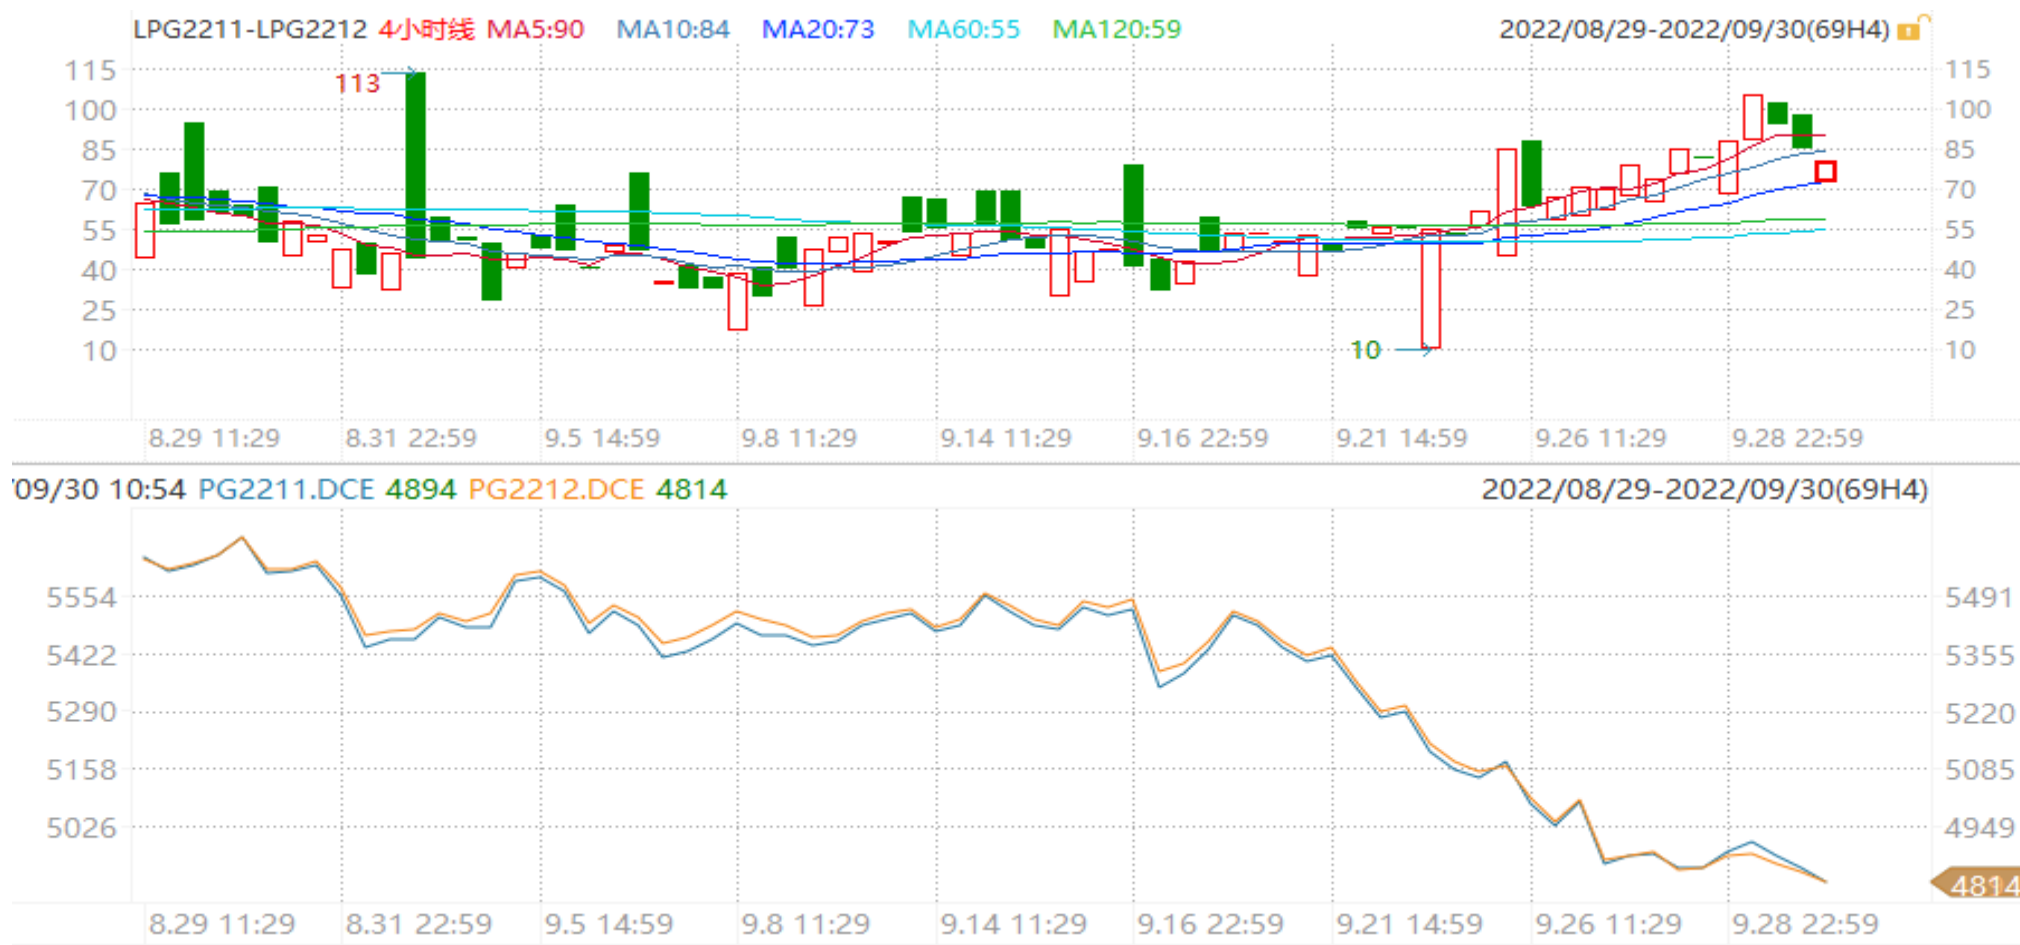 LPG2211-LPG2212 4小时线 MA5:90 MA10:84 MA20:73 MA60:55 MA120:59 2022/08/29-2022/09/30(69H4)
115 113 115
100 100
85 85
70 70
55 55
40 40
25 25
10 10 10
8.29 11:29 8.31 22:59 9.5 14:59 9.8 11:29 9.14 11:29 9.16 22:59 9.21 14:59 9.26 11:29 9.28 22:59
/09/30 10:54 PG2211.DCE 4894 PG2212.DCE 4814 2022/08/29-2022/09/30(69H4)
5554 5491
5422 5355
5290 5220
5158 5085
5026 4949
4814
8.29 11:29 8.31 22:59 9.5 14:59 9.8 11:29 9.14 11:29 9.16 22:59 9.21 14:59 9.26 11:29 9.28 22:59